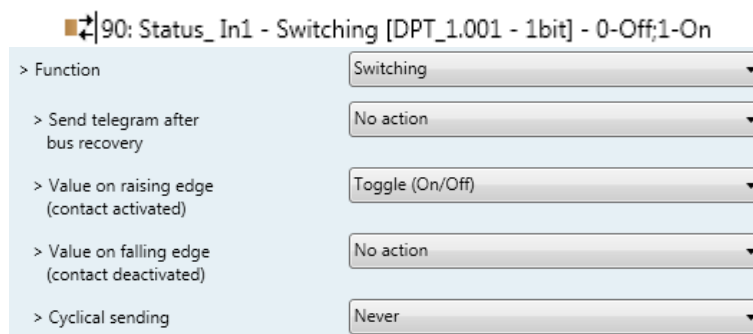 90: Status_ In1 - Switching [DPT_1.001 - 1bit] - 0-Off;1-On
> Function Switching
> Send telegram after No action
bus recovery
> Value on raising edge Toggle (On/Off)
(contact activated)
> Value on falling edge No action
(contact deactivated)
> Cyclical sending Never